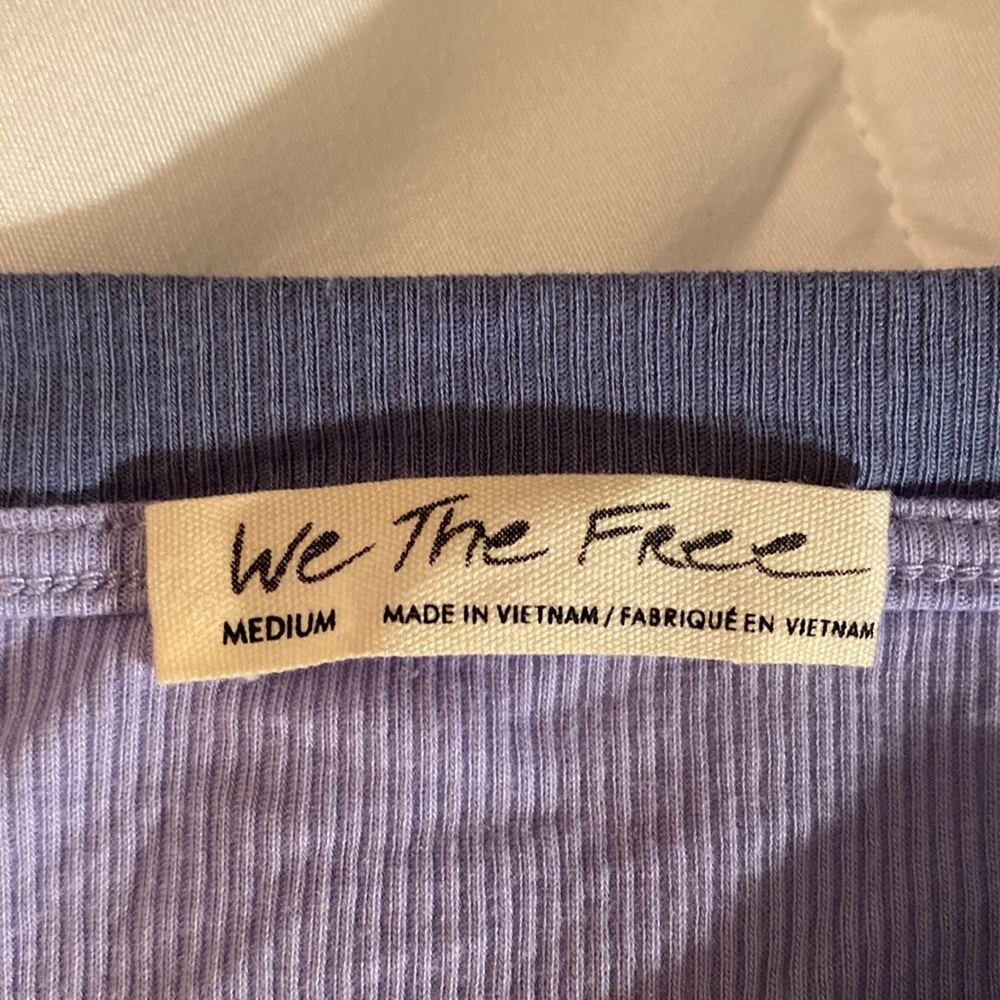 We The Free
MEDIUM MADE IN VIETNAM / FABRIQUÉ EN VIETNAM